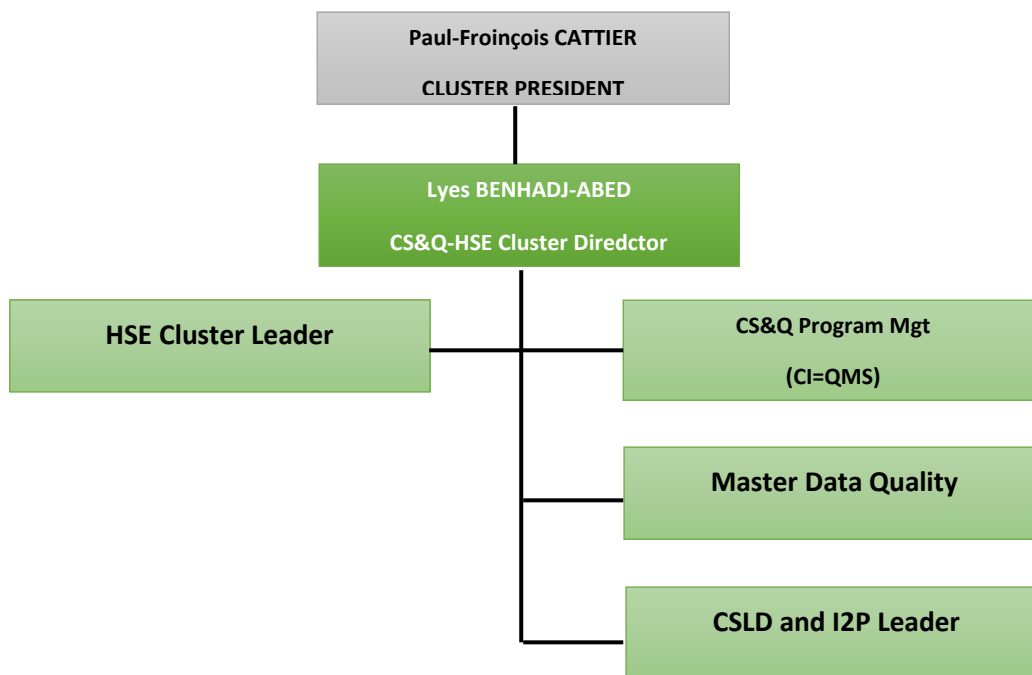 Paul-Froinçois CATTIER
CLUSTER PRESIDENT
Lyes BENHADJ-ABED
CS&Q-HSE Cluster Diredctor
HSE Cluster Leader
CS&Q Program Mgt
(CI=QMS)
Master Data Quality
CSLD and I2P Leader